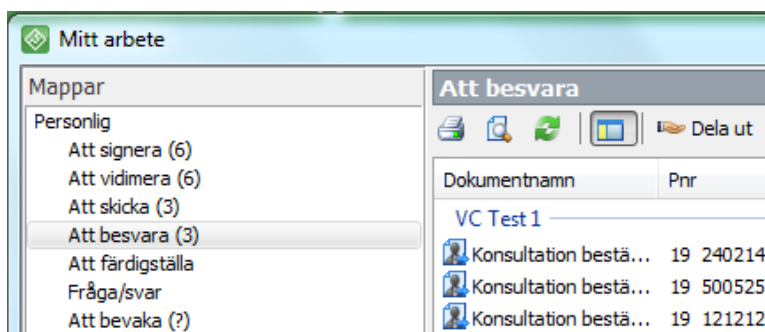 Mitt arbete
Mappar
Personlig
Att signera (6)
Att vidimera (6)
Att skicka (3)
Att besvara (3)
Att färdigställa
Fråga/svar
Att bevaka (?)
Att besvara
Dela ut
Dokumentnamn Pnr
VC Test 1
Konsultation bestä... 19 240214
Konsultation bestä... 19 500525
Konsultation bestä... 19 121212